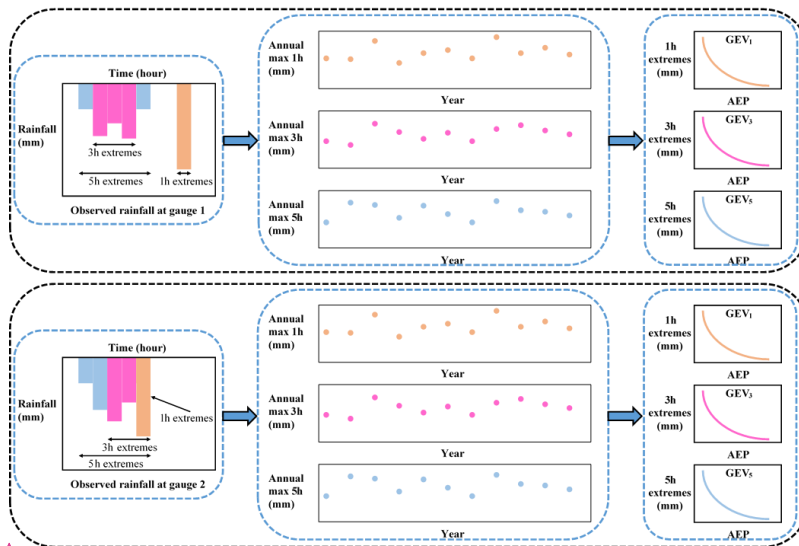 Time (hour)
Rainfall
(mm)
3h extremes
5h extremes
1h extremes
Observed rainfall at gauge 1
Annual
max 1h
(mm)
Year
Annual
max 3h
(mm)
Year
Annual
max 5h
(mm)
Year
1h
extremes
(mm)
GEV₁
AEP
3h
extremes
(mm)
GEV₃
AEP
5h
extremes
(mm)
GEV₅
AEP
Time (hour)
Rainfall
(mm)
1h extremes
3h extremes
5h extremes
Observed rainfall at gauge 2
Annual
max 1h
(mm)
Year
Annual
max 3h
(mm)
Year
Annual
max 5h
(mm)
Year
1h
extremes
(mm)
GEV₁
AEP
3h
extremes
(mm)
GEV₃
AEP
5h
extremes
(mm)
GEV₅
AEP